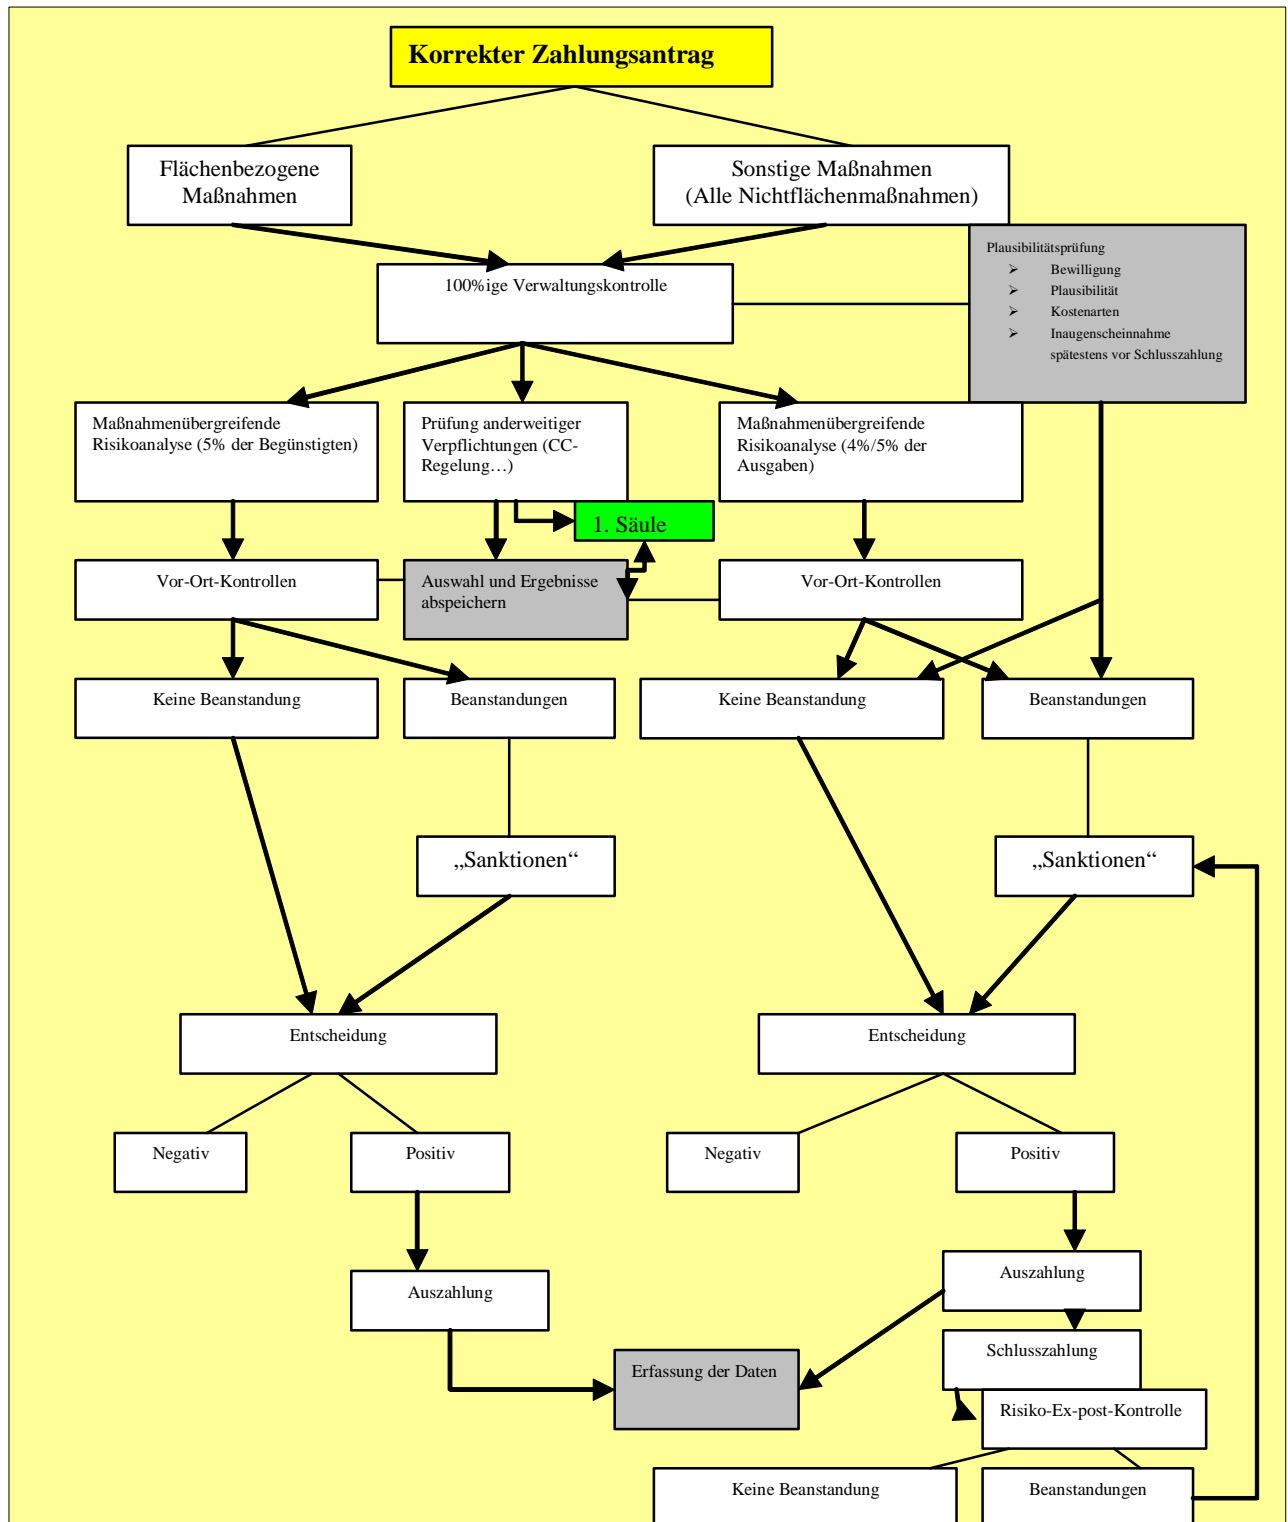 Korrekter Zahlungsantrag
Flächenbezogene
Maßnahmen
Sonstige Maßnahmen
(Alle Nichtflächenmaßnahmen)
Plausibilitätsprüfung
➢ Bewilligung
➢ Plausibilität
➢ Kostenarten
➢ Inaugenscheinnahme
spätestens vor Schlusszahlung
100%ige Verwaltungskontrolle
Maßnahmenübergreifende
Risikoanalyse (5% der Begünstigten)
Prüfung anderweitiger
Verpflichtungen (CC-
Regelung…)
Maßnahmenübergreifende
Risikoanalyse (4%/5% der
Ausgaben)
1. Säule
Vor-Ort-Kontrollen
Auswahl und Ergebnisse
abspeichern
Vor-Ort-Kontrollen
Keine Beanstandung
Beanstandungen
Keine Beanstandung
Beanstandungen
„Sanktionen“
„Sanktionen“
Entscheidung
Entscheidung
Negativ
Positiv
Negativ
Positiv
Auszahlung
Auszahlung
Schlusszahlung
Erfassung der Daten
Risiko-Ex-post-Kontrolle
Keine Beanstandung
Beanstandungen